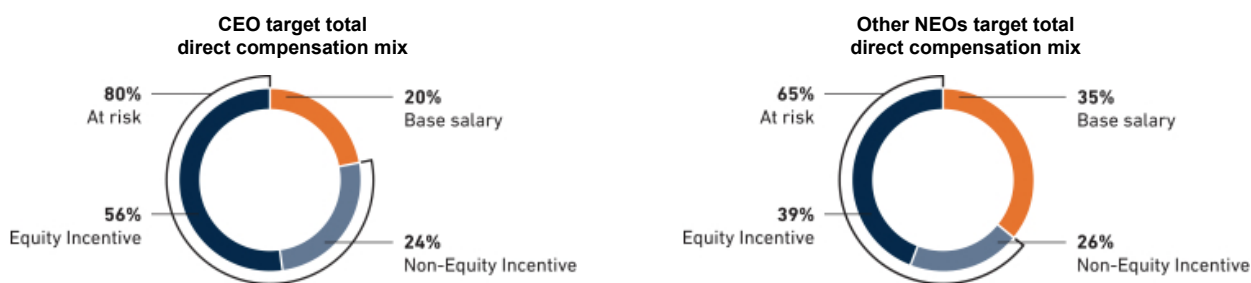 CEO target total
direct compensation mix
80%
At risk
20%
Base salary
56%
Equity Incentive
24%
Non-Equity Incentive
Other NEOs target total
direct compensation mix
65%
At risk
35%
Base salary
39%
Equity Incentive
26%
Non-Equity Incentive